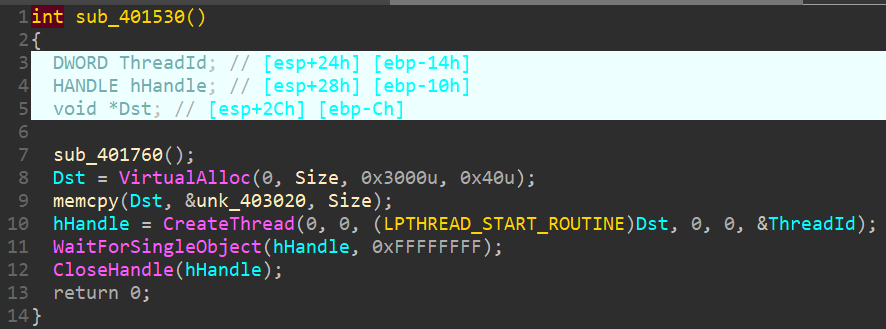 1 int sub_401530()
2 {
3 DWORD ThreadId; // [esp+24h] [ebp-14h]
4 HANDLE hHandle; // [esp+28h] [ebp-10h]
5 void *Dst; // [esp+2Ch] [ebp-Ch]
6
7 sub_401760();
8 Dst = VirtualAlloc(0, Size, 0x3000u, 0x40u);
9 memcpy(Dst, &unk_403020, Size);
10 hHandle = CreateThread(0, 0, (LPTHREAD_START_ROUTINE)Dst, 0, 0, &ThreadId);
11 WaitForSingleObject(hHandle, 0xFFFFFFFF);
12 CloseHandle(hHandle);
13 return 0;
14 }